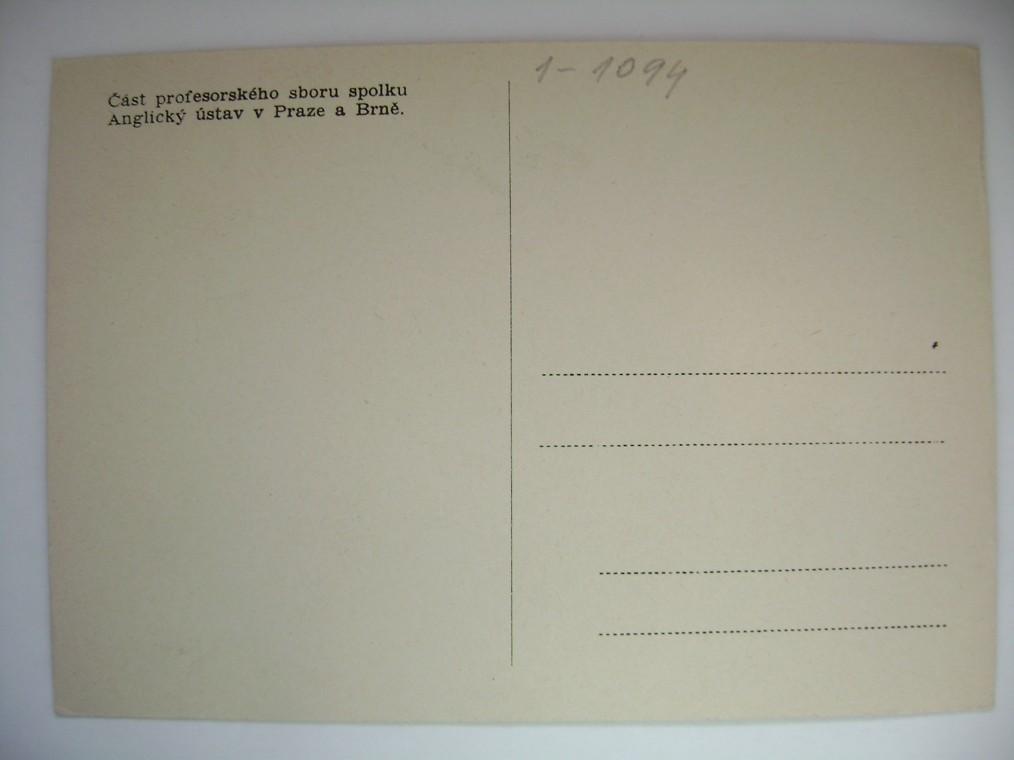 Část profesorského sboru spolku
Anglický ústav v Praze a Brně.
1-1094